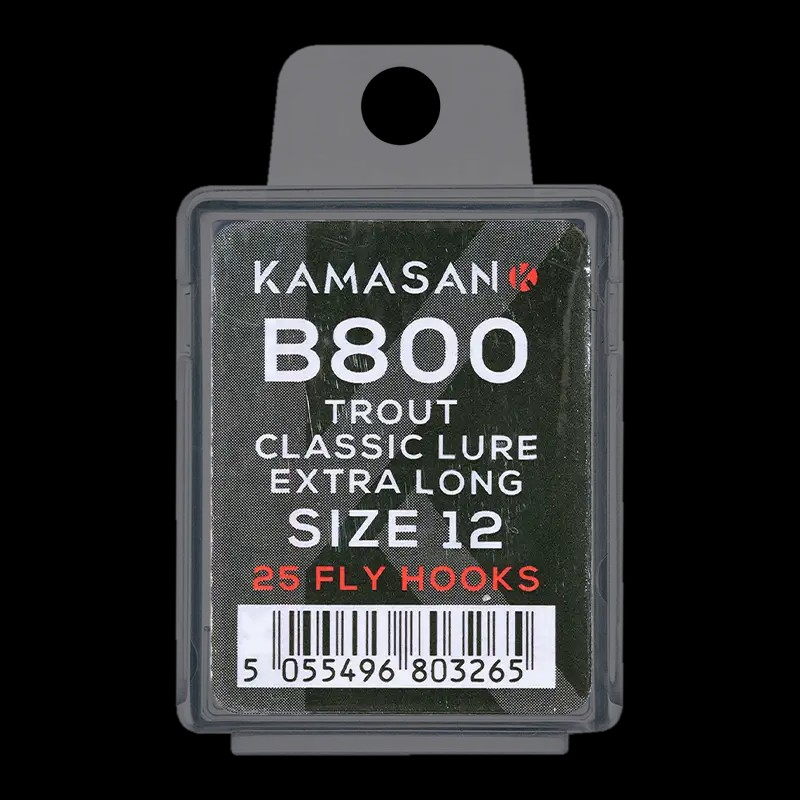 KAMASAN K
B800
TROUT
CLASSIC LURE
EXTRA LONG
SIZE 12
25 FLY HOOKS
5 055496 803265